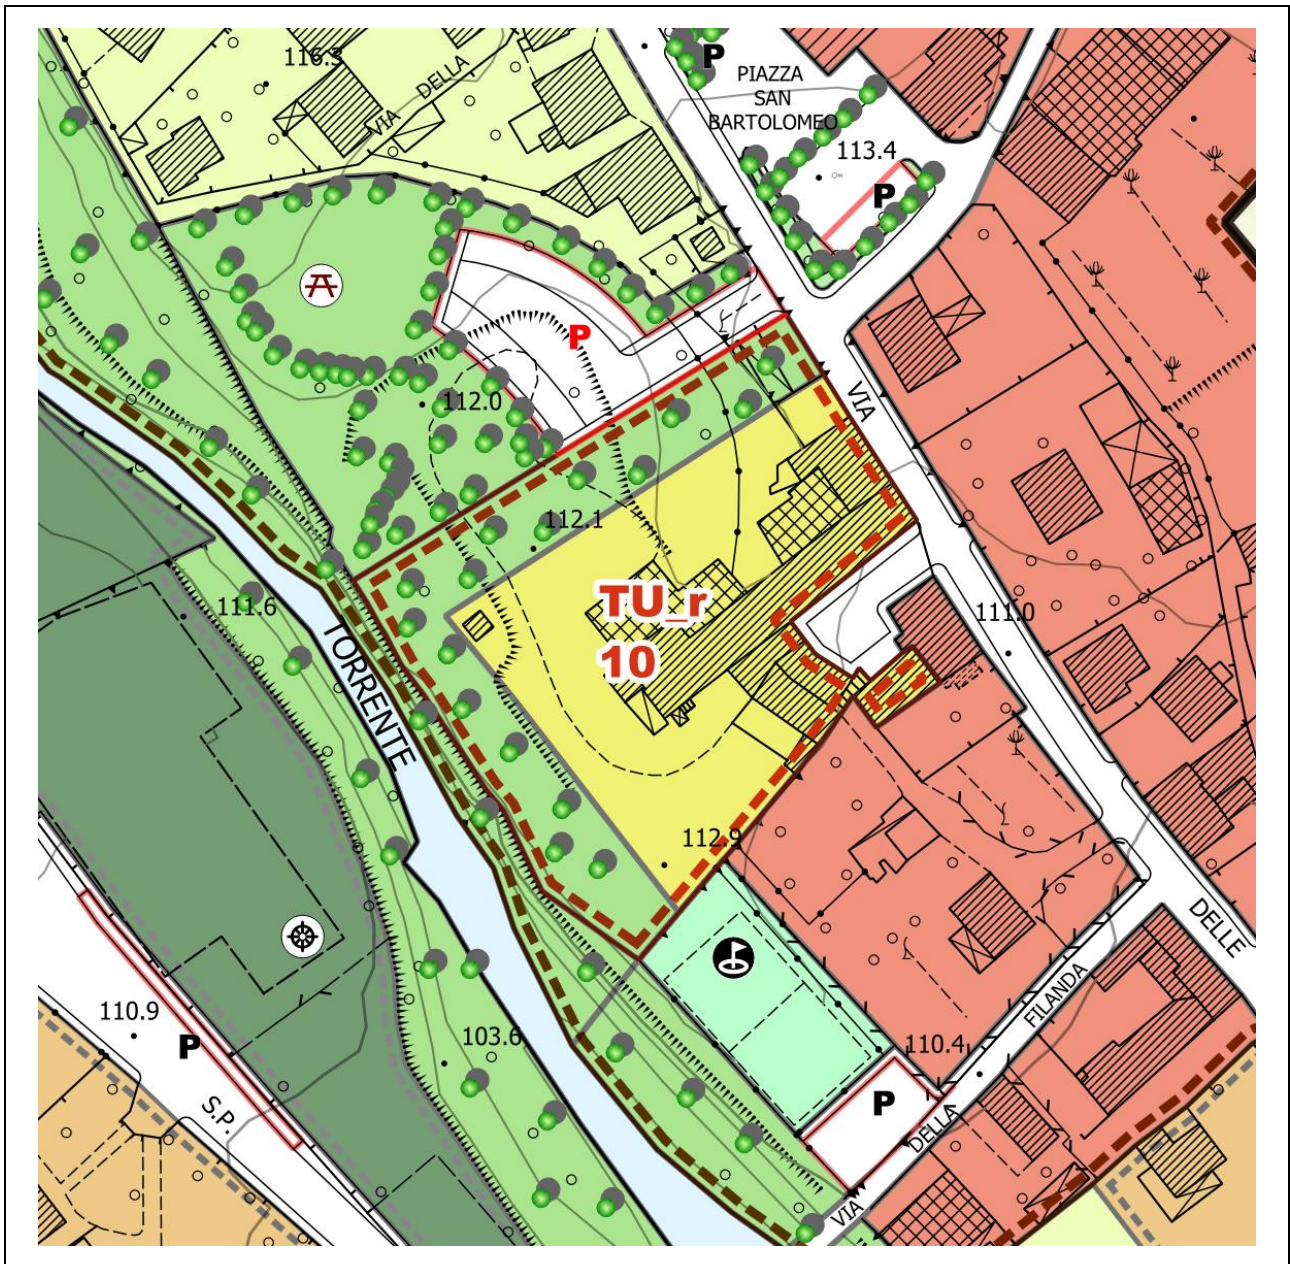 116.3
VIA DELLA
P
PIAZZA
SAN
BARTOLOMEO
113.4
P
P
112.0
VIA
112.1
TU_r
10
111.6
111.0
TORRENTE
112.9
DELLE
110.9
P
S.P.
103.6
FILANDA
110.4
P
DELLA
VIA